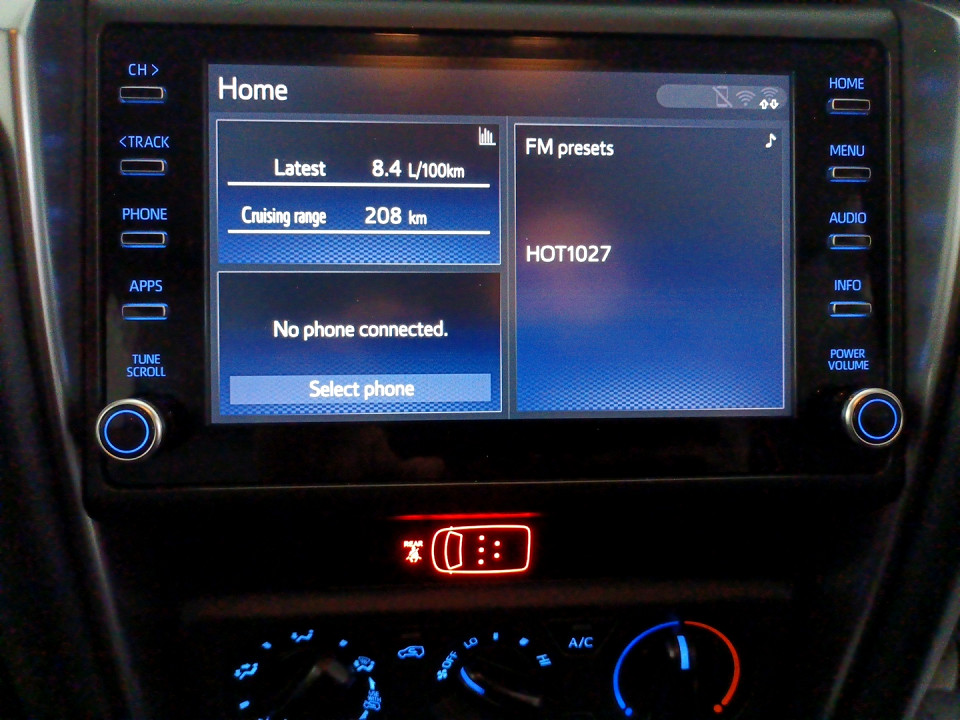 CH >
<TRACK
PHONE
APPS
TUNE
SCROLL
Home
Latest 8.4 L/100km
Cruising range 208 km
No phone connected.
Select phone
FM presets
HOT1027
HOME
MENU
AUDIO
INFO
POWER
VOLUME
REAR
OFF LO HI
A/C